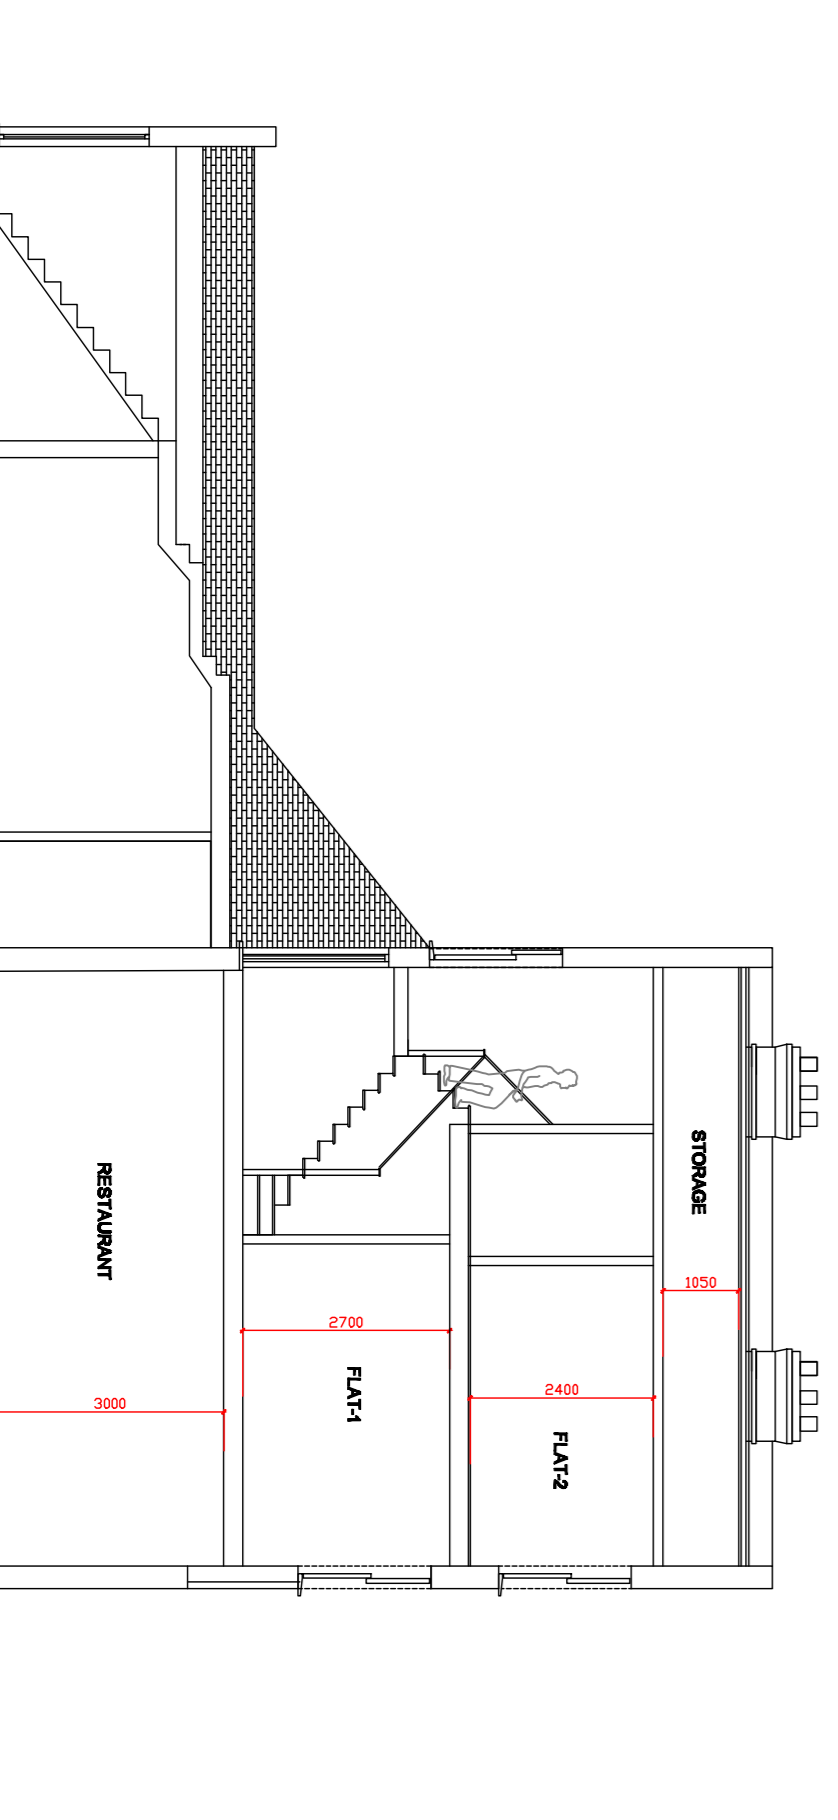 STORAGE
1050
FLAT-2
2400
FLAT-1
2700
RESTAURANT
3000